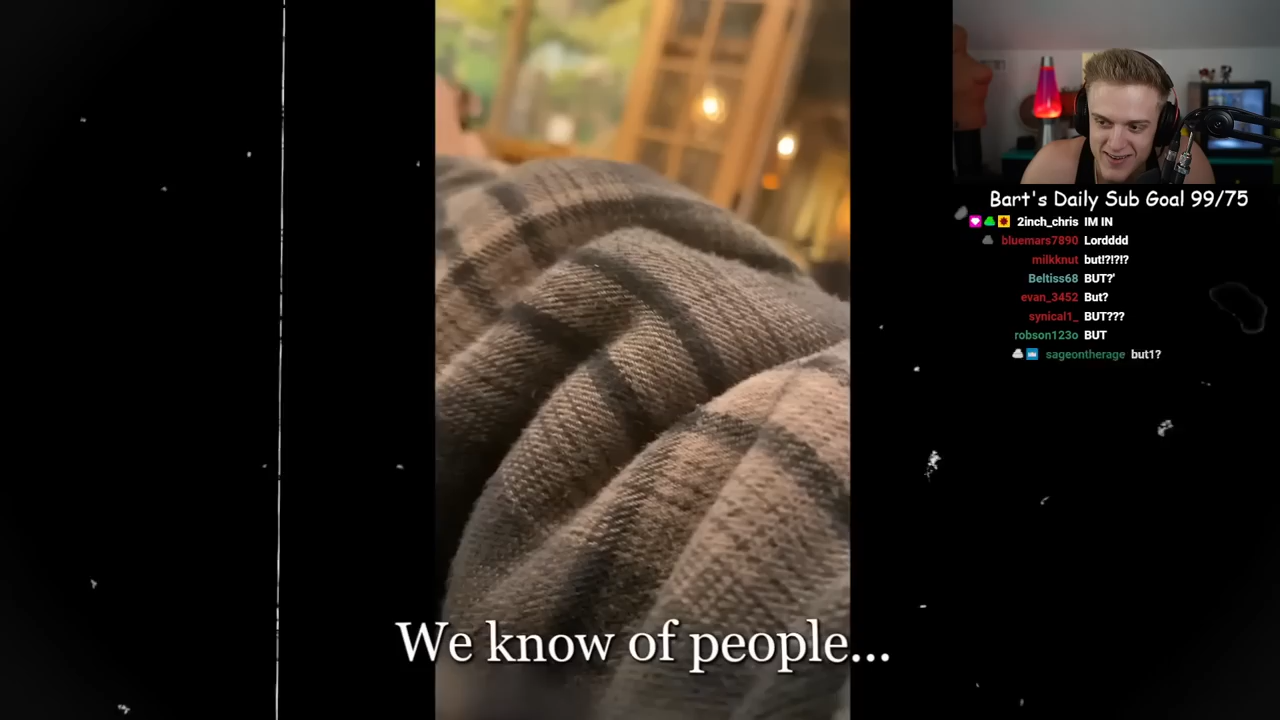 We know of people...
Bart's Daily Sub Goal 99/75
2inch_chris IM IN
bluemars7890 Lordddd
milkknut but!?!?!?
Beltiss68 BUT?'
evan_3452 But?
synical1_ BUT???
robson123o BUT
sageontherage but1?